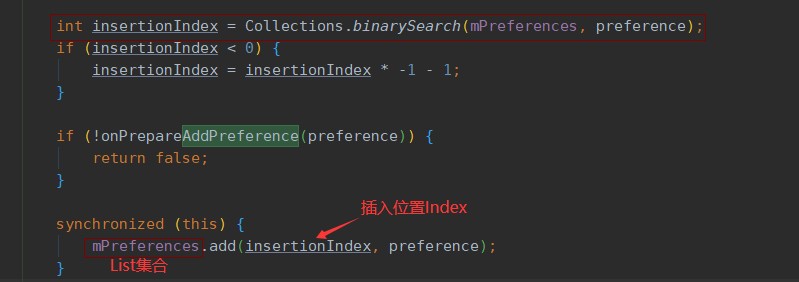 int insertionIndex = Collections.binarySearch(mPreferences, preference);
if (insertionIndex < 0) {
insertionIndex = insertionIndex * -1 - 1;
}
if (!onPrepareAddPreference(preference)) {
return false;
}
插入位置Index
synchronized (this) {
mPreferences.add(insertionIndex, preference);
List集合
}